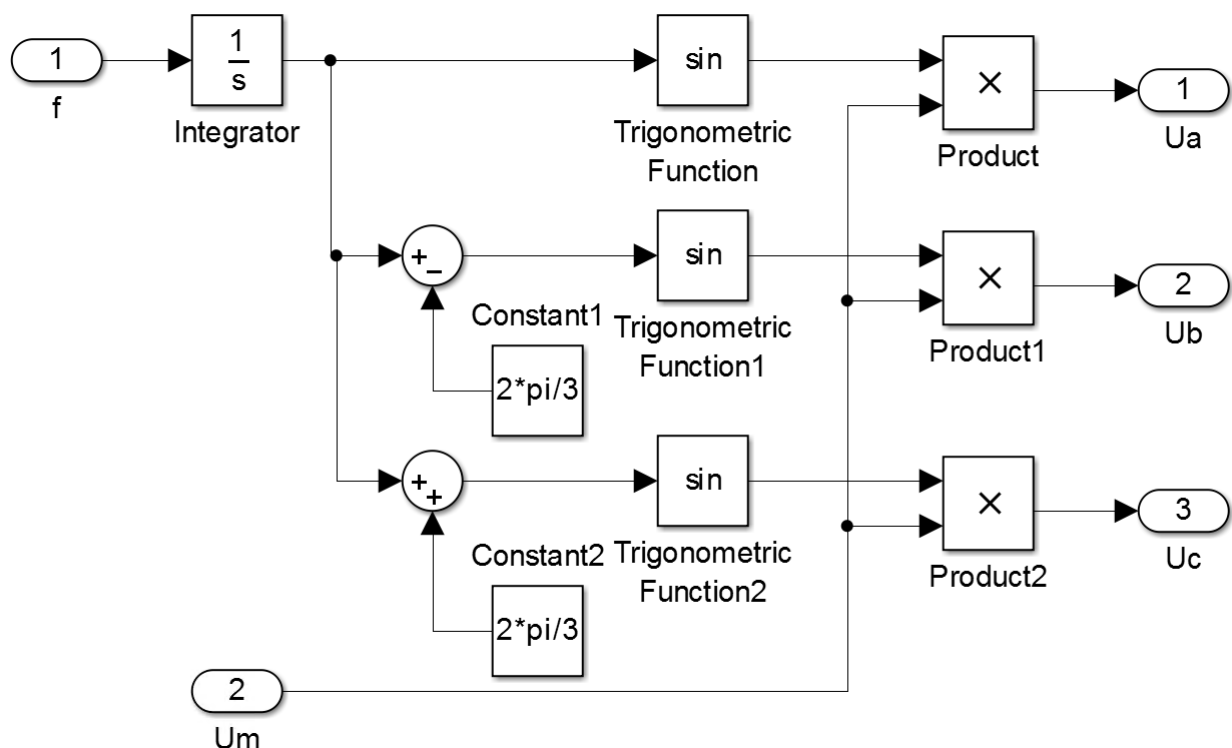 1
f
1
s
Integrator
sin
Trigonometric
Function
×
Product
1
Ua
+
−
Constant1
2*pi/3
sin
Trigonometric
Function1
×
Product1
2
Ub
+
+
Constant2
2*pi/3
sin
Trigonometric
Function2
×
Product2
3
Uc
2
Um